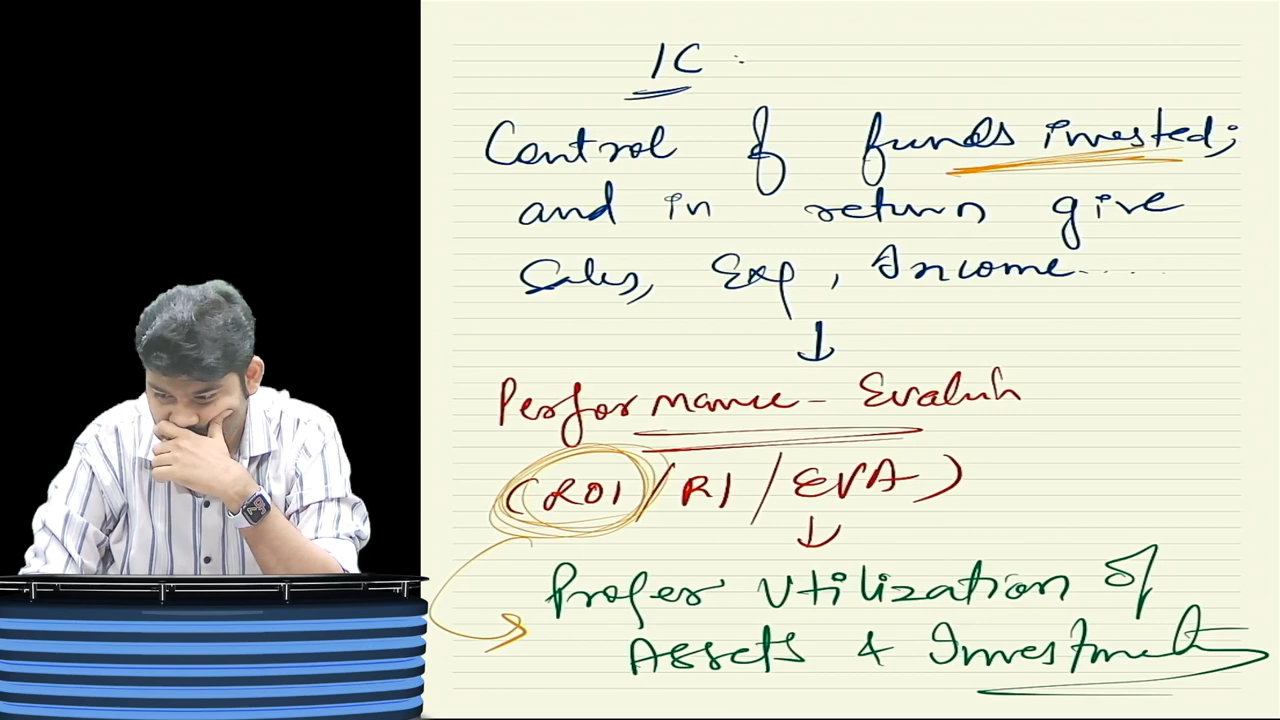 IC :
Control of funds invested;
and in return give
Sales, Exp, Income....
↓
Performance - Evaluatn
(ROI / RI / EVA)
↓
Proper Utilization of
Assets & Investments